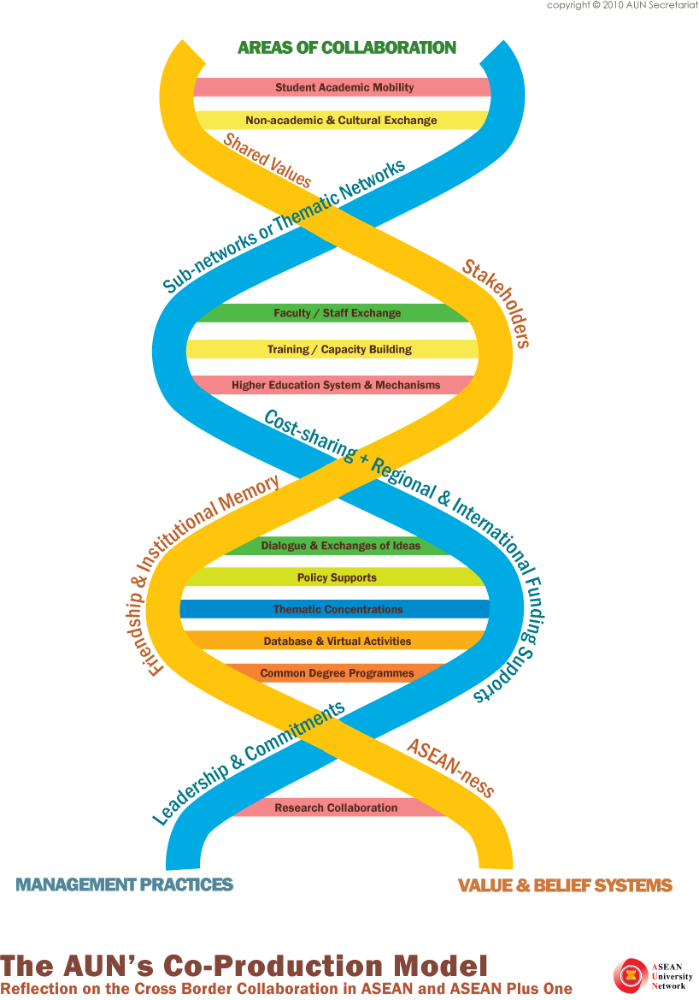 copyright © 2010 AUN Secretariat
AREAS OF COLLABORATION
Student Academic Mobility
Non-academic & Cultural Exchange
Shared Values
Sub-networks or Thematic Networks
Stakeholders
Faculty / Staff Exchange
Training / Capacity Building
Higher Education System & Mechanisms
Cost-sharing + Regional & International Funding Supports
Friendship & Institutional Memory
Dialogue & Exchanges of Ideas
Policy Supports
Thematic Concentrations
Database & Virtual Activities
Common Degree Programmes
Leadership & Commitments
ASEAN-ness
Research Collaboration
MANAGEMENT PRACTICES
VALUE & BELIEF SYSTEMS
The AUN's Co-Production Model
Reflection on the Cross Border Collaboration in ASEAN and ASEAN Plus One
ASEAN
University
Network